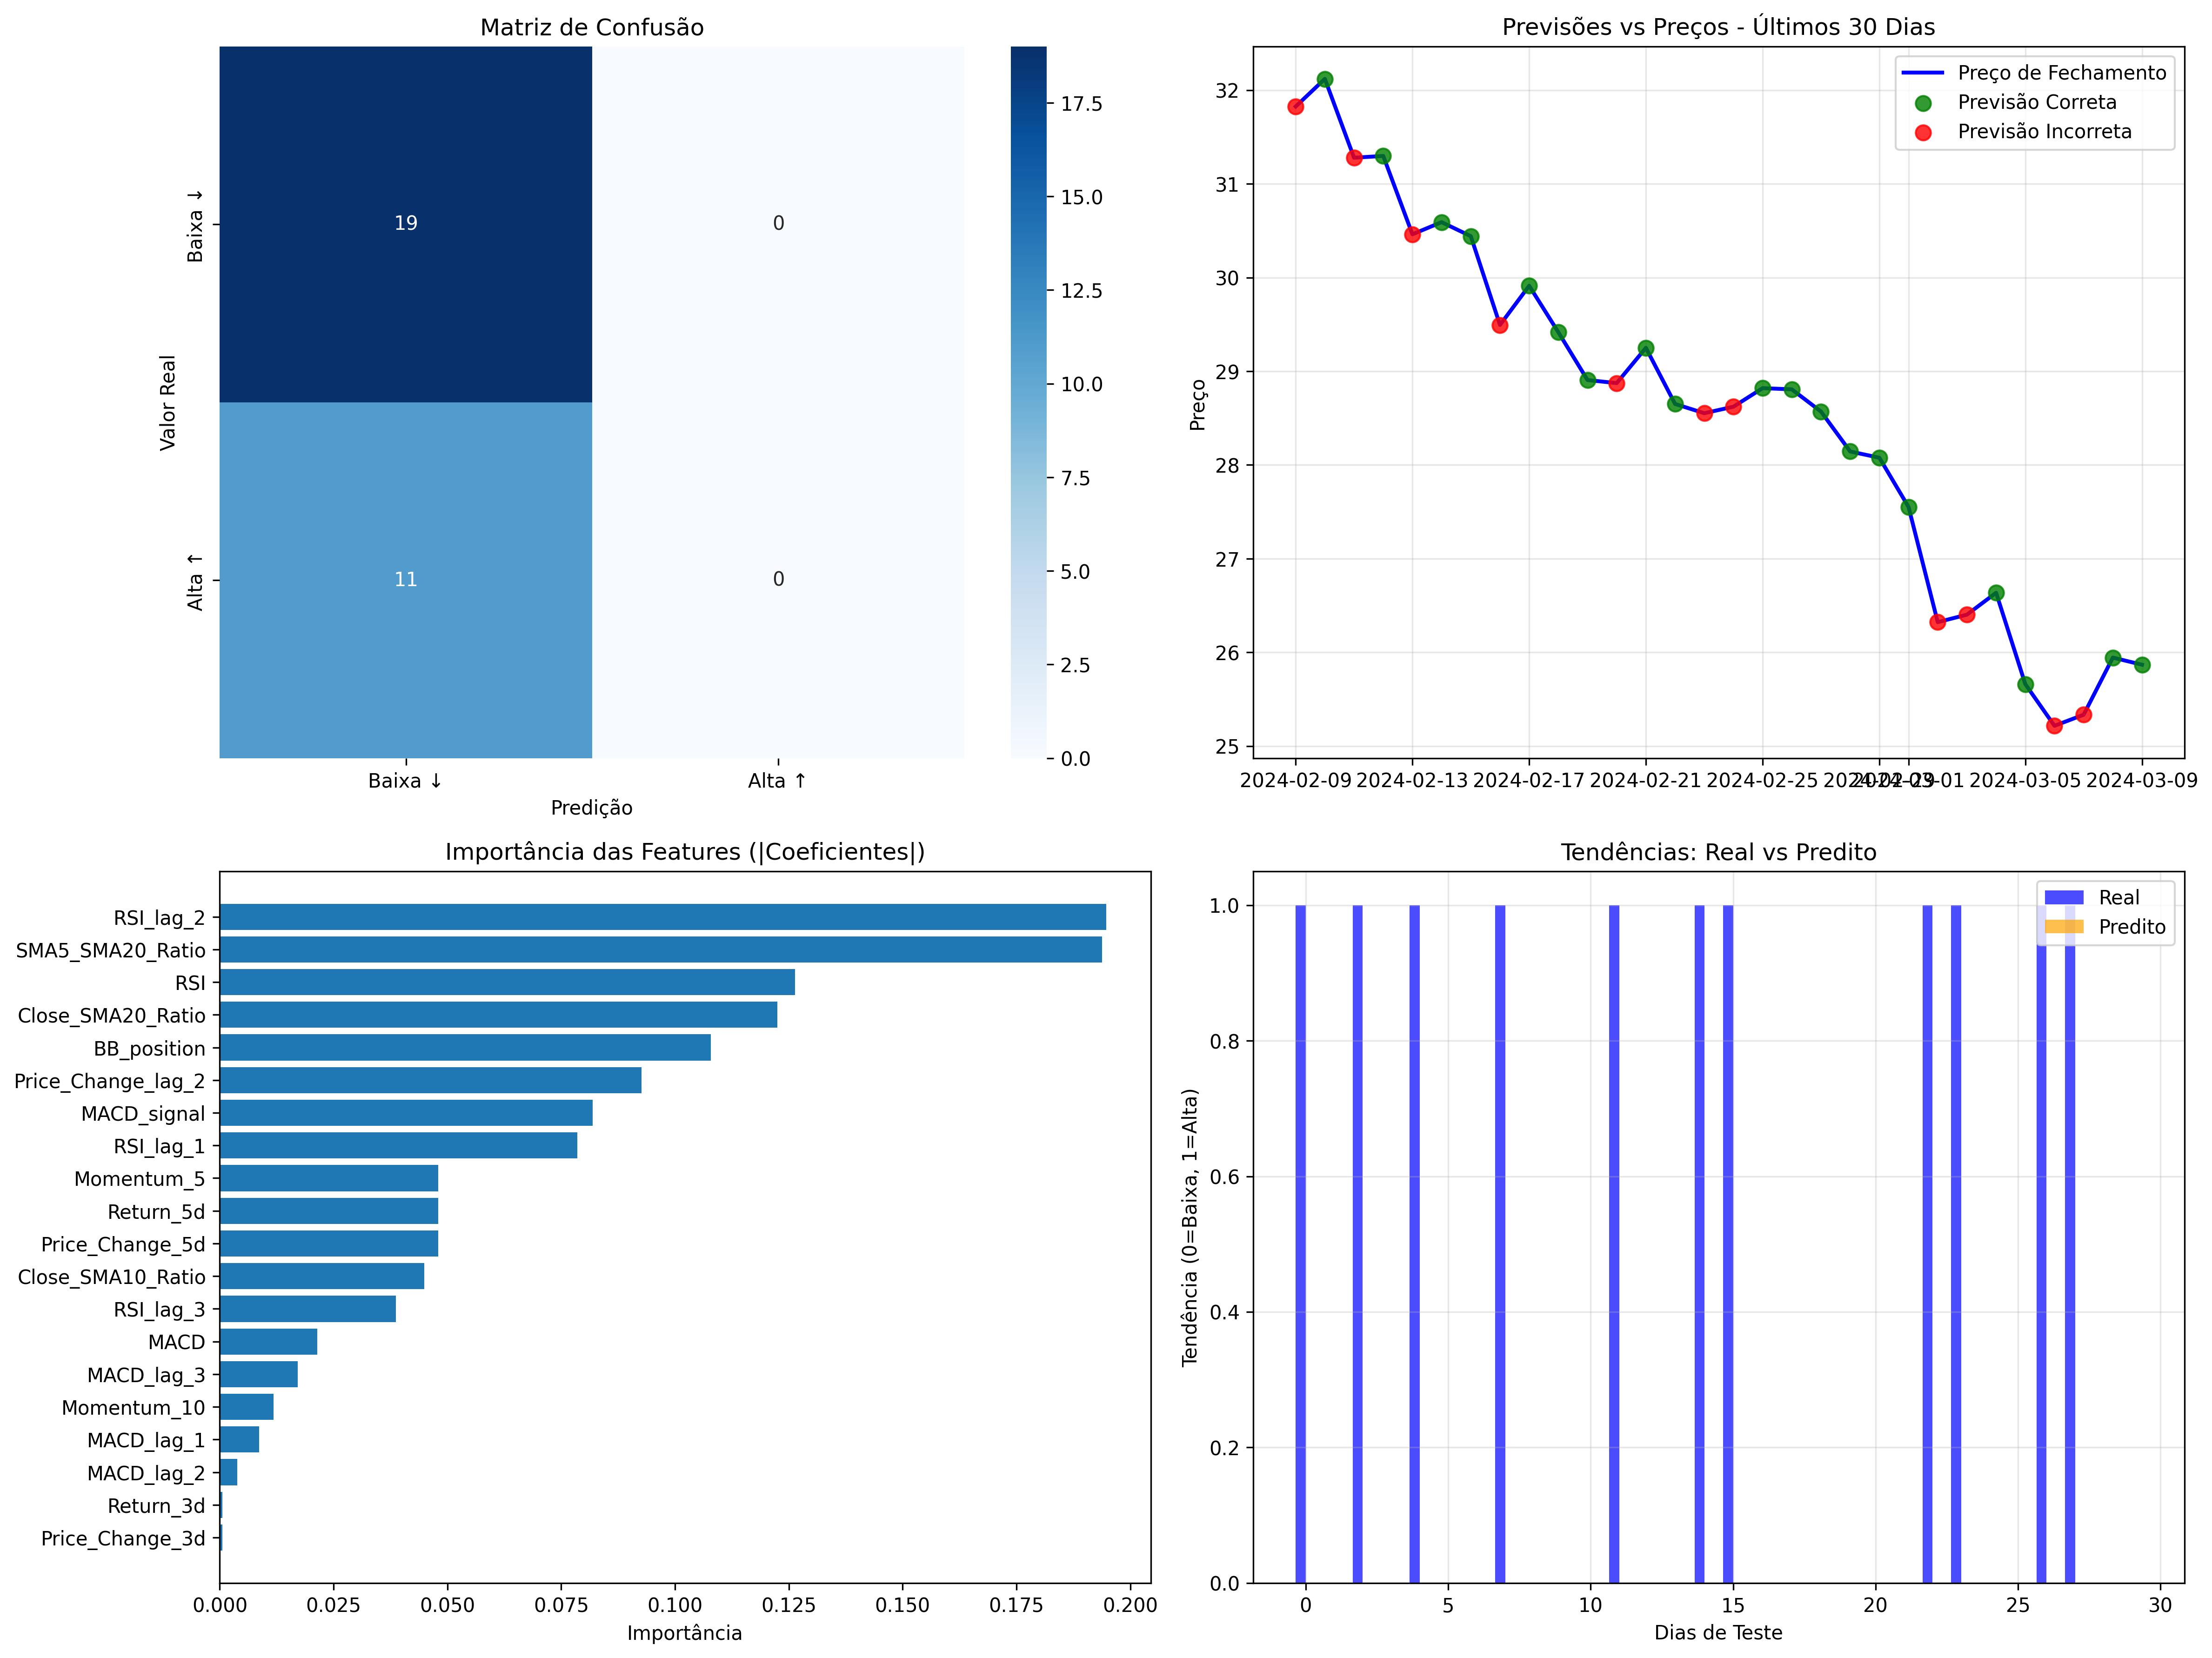 Matriz de Confusão
Baixa ↓
19
0
Valor Real
Alta ↑
11
0
Baixa ↓
Alta ↑
Predição
17.5
15.0
12.5
10.0
7.5
5.0
2.5
0.0
Previsões vs Preços - Últimos 30 Dias
Preço de Fechamento
Previsão Correta
Previsão Incorreta
Preço
32
31
30
29
28
27
26
25
2024-02-09
2024-02-13
2024-02-17
2024-02-21
2024-02-25
2024-02-29
2024-03-01
2024-03-05
2024-03-09
Importância das Features (|Coeficientes|)
RSI_lag_2
SMA5_SMA20_Ratio
RSI
Close_SMA20_Ratio
BB_position
Price_Change_lag_2
MACD_signal
RSI_lag_1
Momentum_5
Return_5d
Price_Change_5d
Close_SMA10_Ratio
RSI_lag_3
MACD
MACD_lag_3
Momentum_10
MACD_lag_1
MACD_lag_2
Return_3d
Price_Change_3d
0.000
0.025
0.050
0.075
0.100
0.125
0.150
0.175
0.200
Importância
Tendências: Real vs Predito
Real
Predito
Tendência (0=Baixa, 1=Alta)
1.0
0.8
0.6
0.4
0.2
0.0
0
5
10
15
20
25
30
Dias de Teste